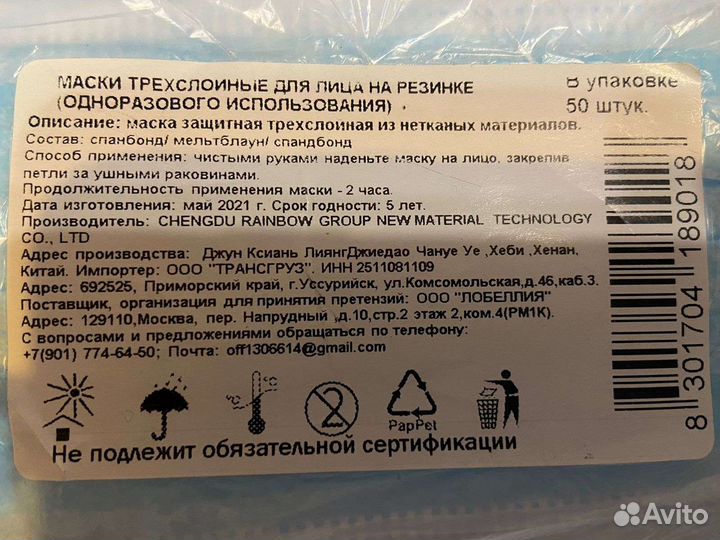 МАСКИ ТРЕХСЛОИНЫЕ ДЛЯ ЛИЦА НА РЕЗИНКЕ
(ОДНОРАЗОВОГО ИСПОЛЬЗОВАНИЯ)
В упаковке
50 штук.
Описание: маска защитная трехслоиная из нетканых материалов.
Состав: спанбонд/ мельтблаун/ спандбонд
Способ применения: чистыми руками наденьте маску на лицо, закрепив
петли за ушными раковинами.
Продолжительность применения маски - 2 часа.
Дата изготовления: май 2021 г. Срок годности: 5 лет.
Производитель: CHENGDU RAINBOW GROUP NEW MATERIAL TECHNOLOGY
CO., LTD
Адрес производства: Джун Ксиань ЛиянгДжиедао Чануе Уе ,Хеби ,Хенан,
Китай. Импортер: ООО "ТРАНСГРУЗ". ИНН 2511081109
Адрес: 692525, Приморский край, г.Уссурийск, ул.Комсомольская,д.46,каб.3.
Поставщик, организация для принятия претензий: ООО "ЛОБЕЛЛИЯ"
Адрес: 129110,Москва, пер. Напрудный ,д.10,стр.2 этаж 2,ком.4(РМ1К).
С вопросами и предложениями обращаться по телефону:
+7(901) 774-64-50; Почта: off1306614@gmail.com
8 301704 189018
°C
°C
PapPet
Не подлежит обязательной сертификации
Avito